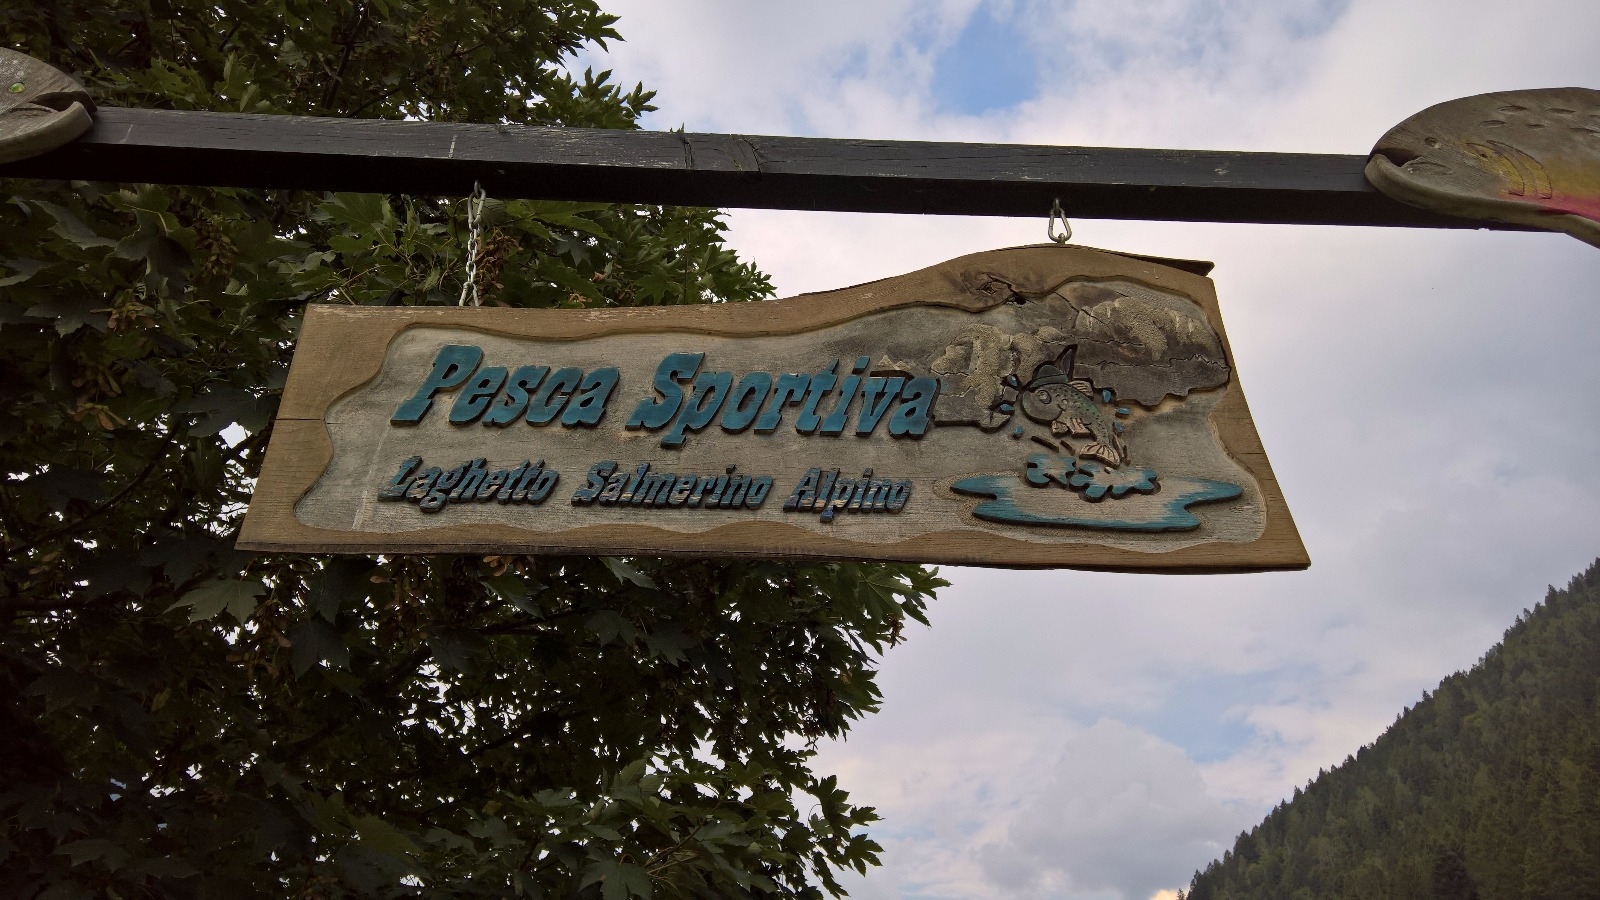 Pesca Sportiva
Laghetto Salmerino Alpino